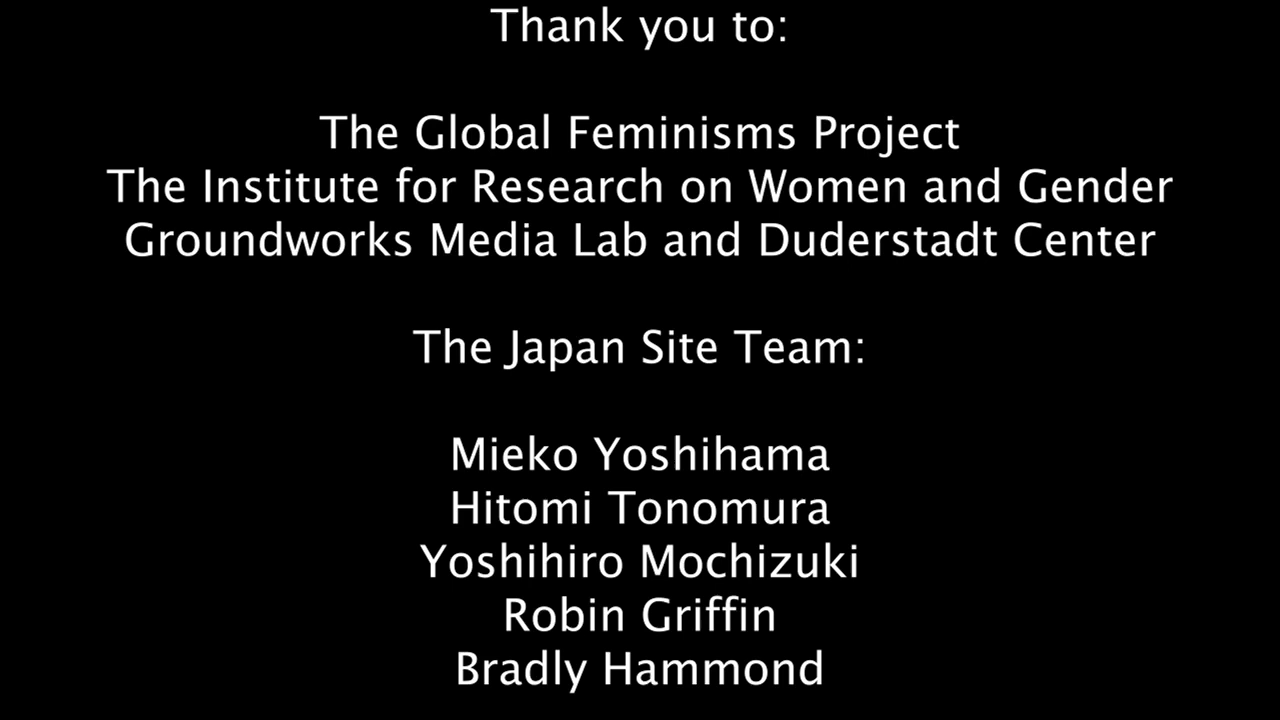 Thank you to:
The Global Feminisms Project
The Institute for Research on Women and Gender
Groundworks Media Lab and Duderstadt Center
The Japan Site Team:
Mieko Yoshihama
Hitomi Tonomura
Yoshihiro Mochizuki
Robin Griffin
Bradly Hammond